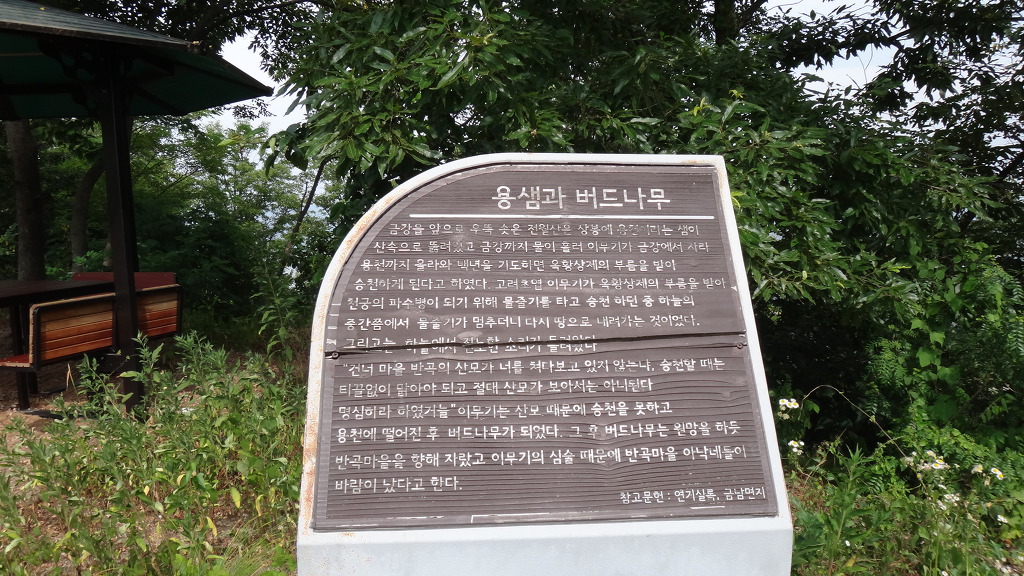 용샘과 버드나무
금강을 앞으로 우뚝 솟은 전월산은 상봉에 용천이라는 샘이
산측으로 뚫려있고 금강까지 물이 흘러 이무기가 금강에서 자라
용천까지 올라와 백년을 기도하면 옥황상제의 부름을 받아
승천하게 된다고 하였다. 고려초엽 이무기가 옥황상제의 부름을 받아
천궁의 파수병이 되기 위해 물줄기를 타고 승천 하던 중 하늘의
중간쯤에서 물줄기가 멈추더니 다시 땅으로 내려가는 것이었다.
그리고는 하늘에서 진노한 소리가 들려왔다
"건너 마을 반곡의 산모가 너를 쳐다보고 있지 않는냐, 승천할 때는
티끌없이 맑아야 되고 절대 산모가 보아서는 아니된다
명심하라 하였거늘" 이무기는 산모 때문에 승천을 못하고
용천에 떨어진 후 버드나무가 되었다. 그 후 버드나무는 원망을 하듯
반곡마을을 향해 자랐고 이무기의 심술 때문에 반곡마을 아낙네들이
바람이 났다고 한다.
참고문헌 : 연기실록, 금남면지